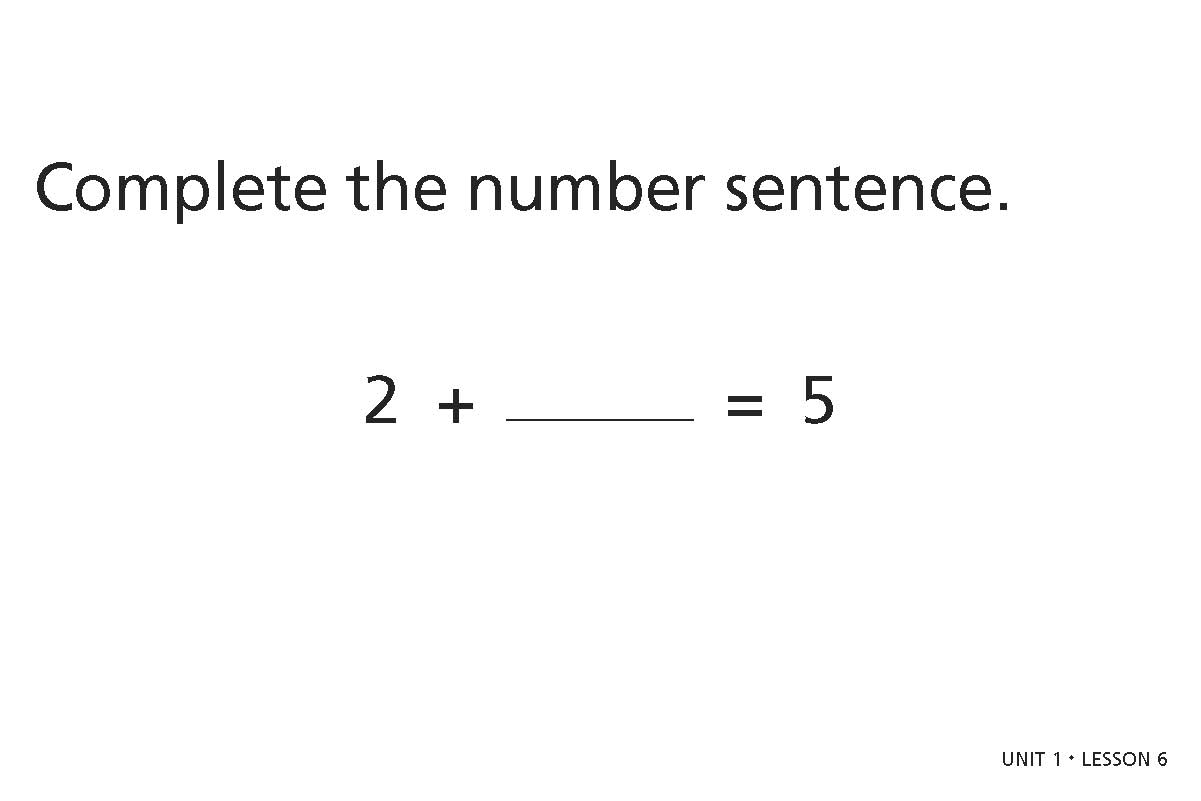 Complete the number sentence.
2 + ______ = 5
UNIT 1 • LESSON 6